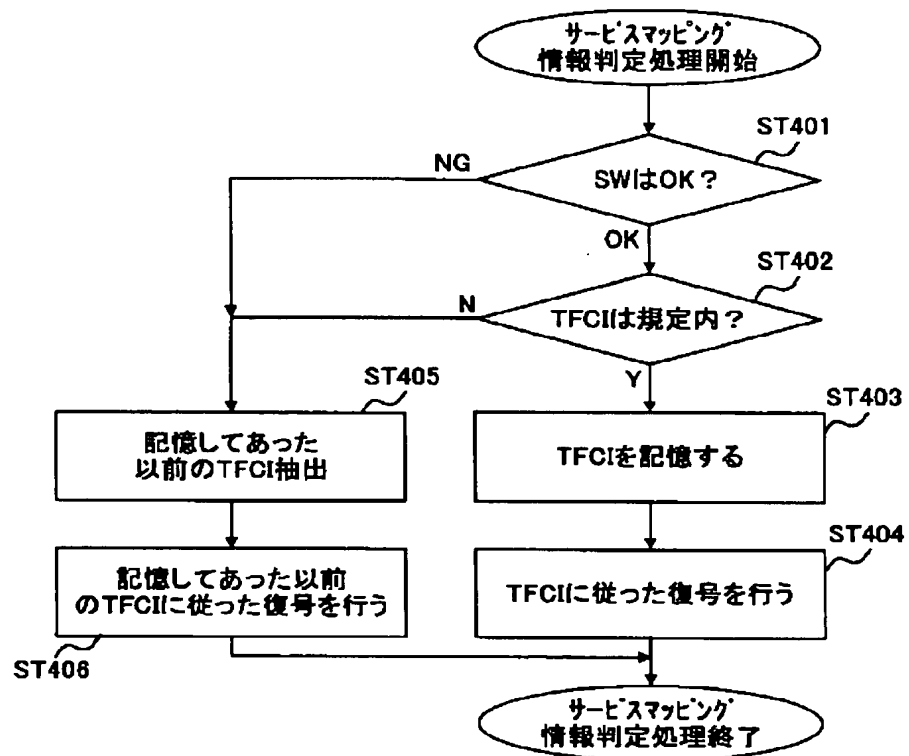 サービスマッピング
情報判定処理開始
ST401
NG
SWはOK？
OK
ST402
N
TFCIは規定内？
Y
ST405
ST403
記憶してあった
以前のTFCI抽出
TFCIを記憶する
ST404
記憶してあった以前
のTFCIに従った復号を行う
TFCIに従った復号を行う
ST406
サービスマッピング
情報判定処理終了